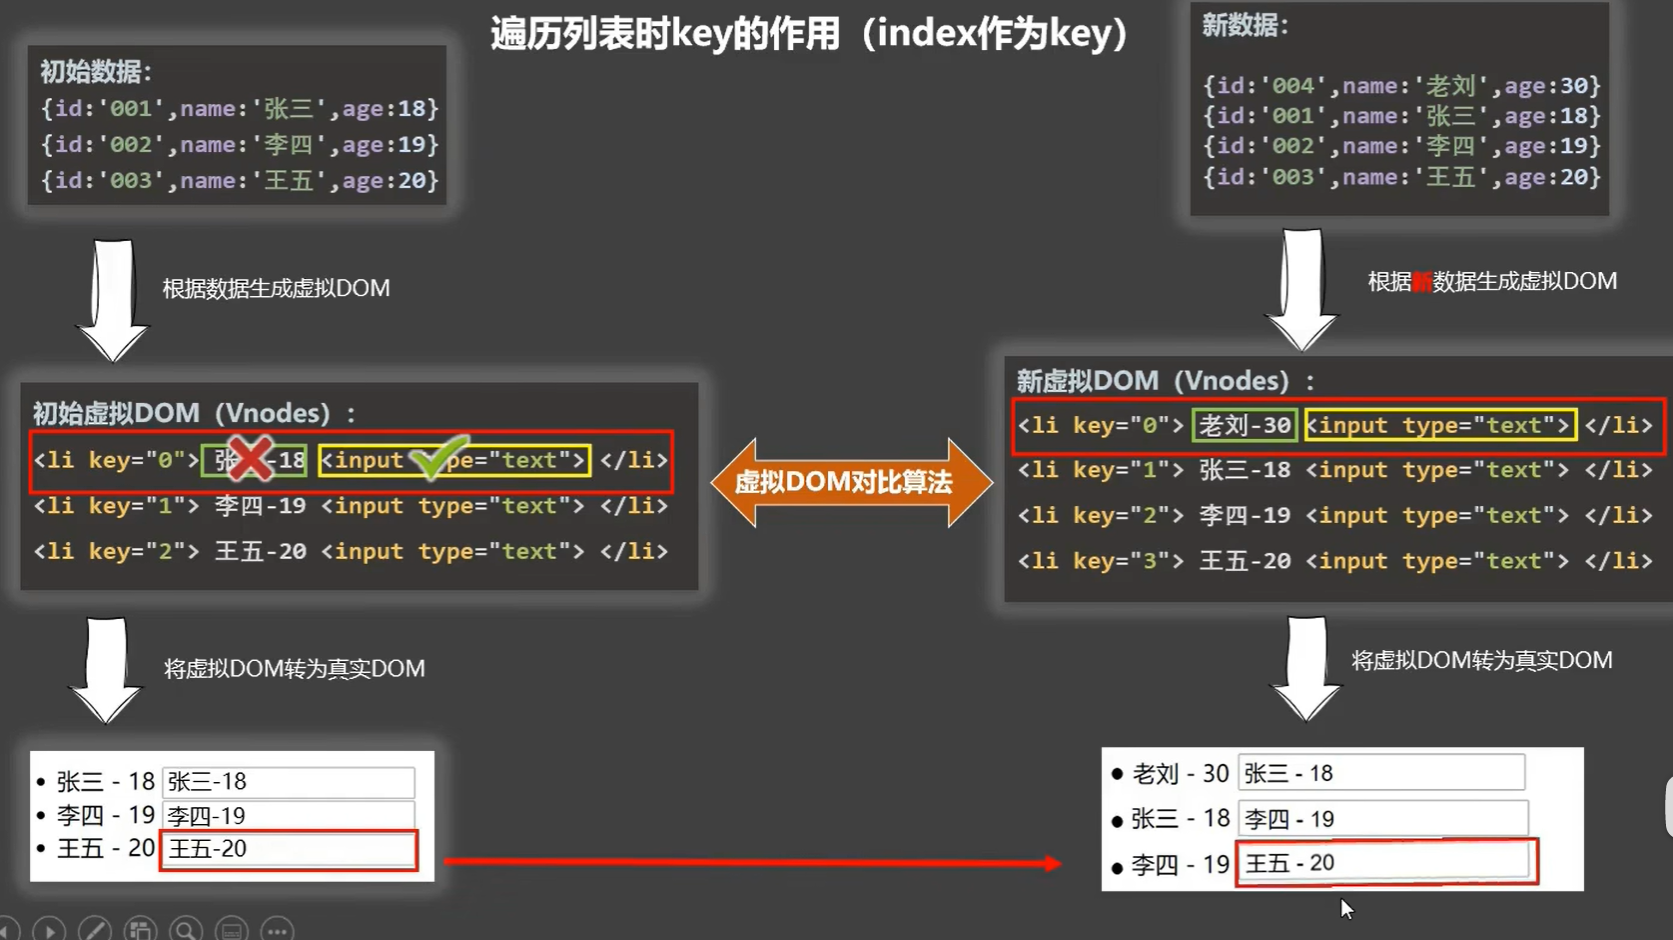 遍历列表时key的作用（index作为key）
初始数据：
{id:'001',name:'张三',age:18}
{id:'002',name:'李四',age:19}
{id:'003',name:'王五',age:20}
根据数据生成虚拟DOM
初始虚拟DOM（Vnodes）：
<li key="0"> 张-18 <input type="text"> </li>
<li key="1"> 李四-19 <input type="text"> </li>
<li key="2"> 王五-20 <input type="text"> </li>
将虚拟DOM转为真实DOM
• 张三 - 18 张三-18
• 李四 - 19 李四-19
• 王五 - 20 王五-20
虚拟DOM对比算法
新数据：
{id:'004',name:'老刘',age:30}
{id:'001',name:'张三',age:18}
{id:'002',name:'李四',age:19}
{id:'003',name:'王五',age:20}
根据新数据生成虚拟DOM
新虚拟DOM（Vnodes）：
<li key="0"> 老刘-30 <input type="text"> </li>
<li key="1"> 张三-18 <input type="text"> </li>
<li key="2"> 李四-19 <input type="text"> </li>
<li key="3"> 王五-20 <input type="text"> </li>
将虚拟DOM转为真实DOM
• 老刘 - 30 张三 - 18
• 张三 - 18 李四 - 19
• 李四 - 19 王五 - 20